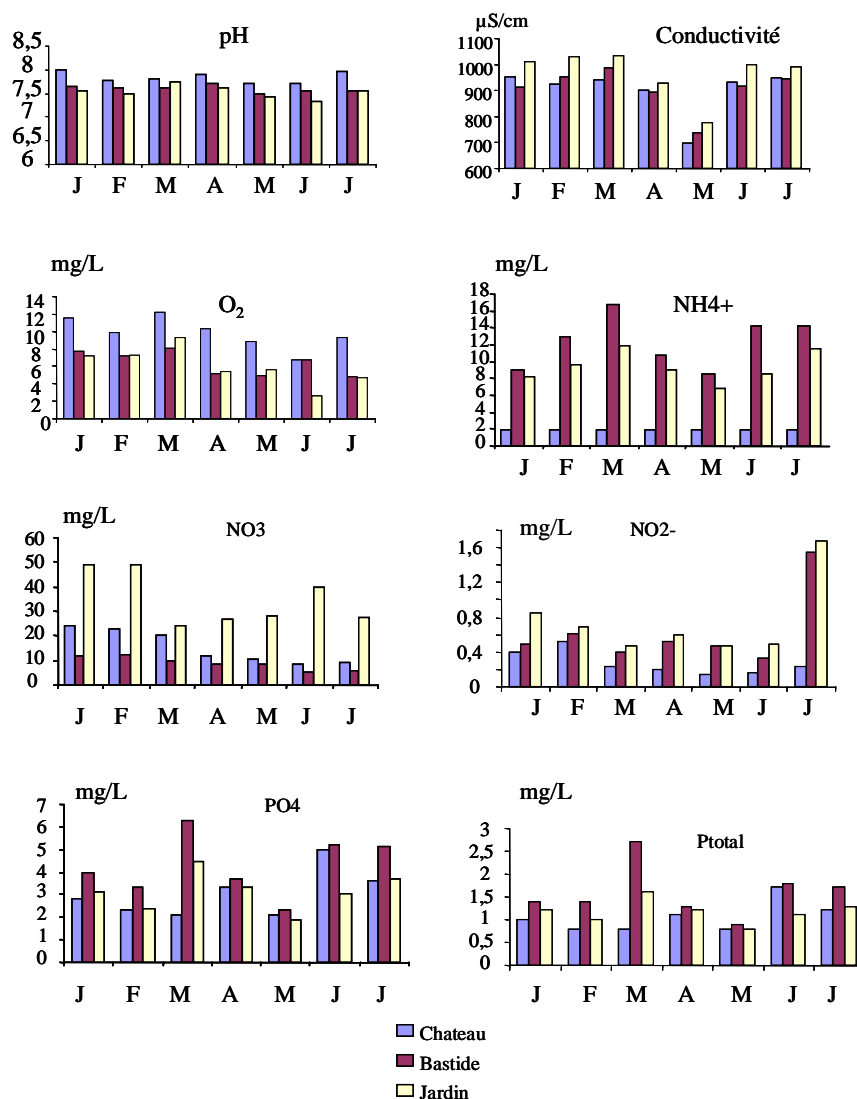 pH
8,5
8
7,5
7
6,5
6
J F M A M J J
µS/cm
Conductivité
1100
1000
900
800
700
600
J F M A M J J
mg/L
O2
14
12
10
8
6
4
2
0
J F M A M J J
mg/L
NH4+
18
16
14
12
10
8
6
4
2
0
J F M A M J J
mg/L
NO3
60
50
40
30
20
10
0
J F M A M J J
mg/L
NO2-
1,6
1,2
0,8
0,4
0
J F M A M J J
mg/L
PO4
7
6
5
4
3
2
1
0
J F M A M J J
mg/L
Ptotal
3
2,5
2
1,5
1
0,5
0
J F M A M J J
Chateau
Bastide
Jardin